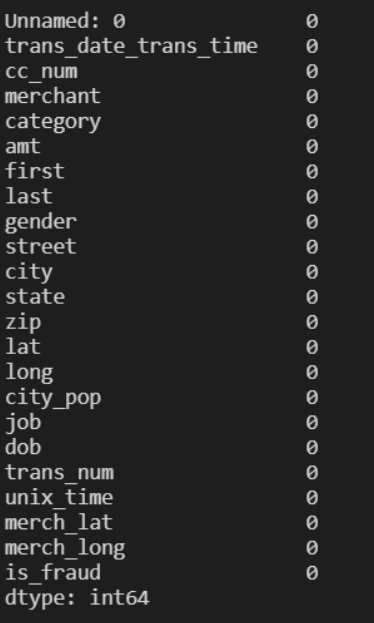 Unnamed: 0 0
trans_date_trans_time 0
cc_num 0
merchant 0
category 0
amt 0
first 0
last 0
gender 0
street 0
city 0
state 0
zip 0
lat 0
long 0
city_pop 0
job 0
dob 0
trans_num 0
unix_time 0
merch_lat 0
merch_long 0
is_fraud 0
dtype: int64